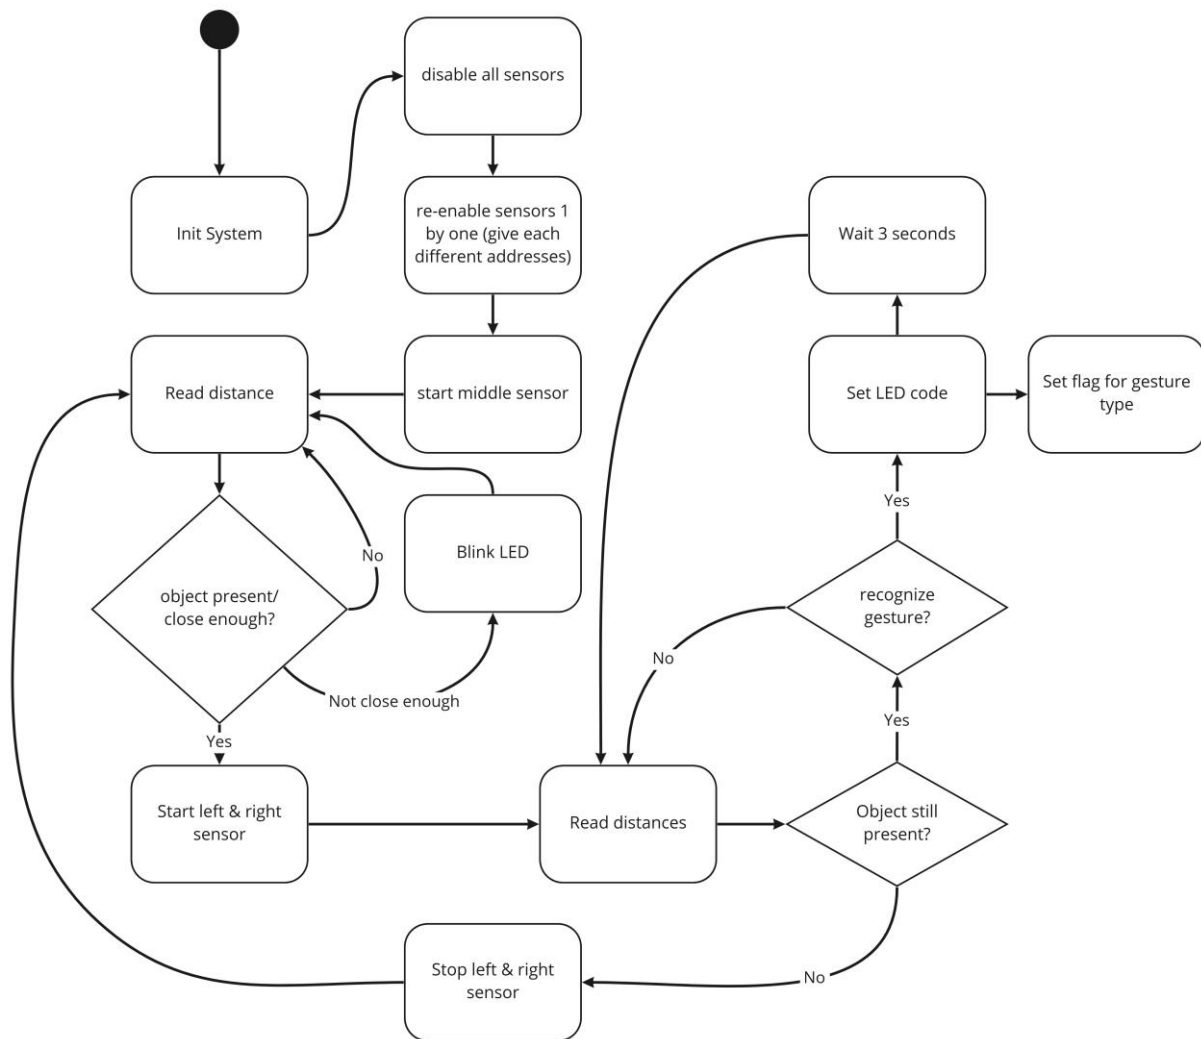 disable all sensors
Init System
re-enable sensors 1
by one (give each
different addresses)
Wait 3 seconds
Read distance
start middle sensor
Set LED code
Set flag for gesture
type
Yes
Blink LED
No
object present/
close enough?
recognize
gesture?
No
Not close enough
Yes
Yes
Start left & right
sensor
Read distances
Object still
present?
Stop left & right
sensor
No